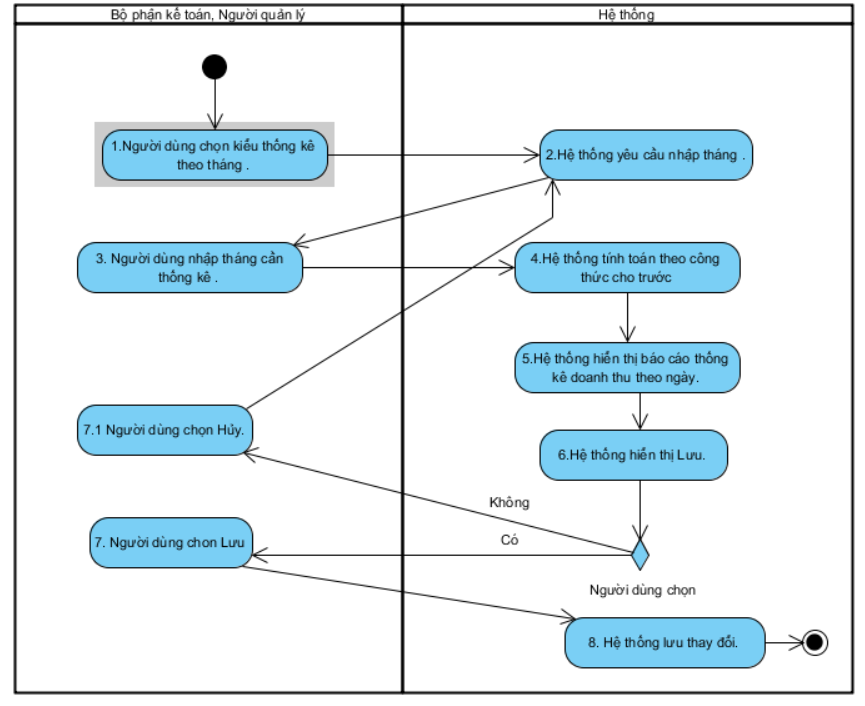 Bộ phận kế toán, Người quản lý
Hệ thống
1.Người dùng chọn kiểu thống kê
theo tháng .
2.Hệ thống yêu cầu nhập tháng .
3. Người dùng nhập tháng cần
thống kê .
4.Hệ thống tính toán theo công
thức cho trước
5.Hệ thống hiển thị báo cáo thống
kê doanh thu theo ngày.
7.1 Người dùng chọn Hủy.
6.Hệ thống hiển thị Lưu.
Không
7. Người dùng chon Lưu
Có
Người dùng chọn
8. Hệ thống lưu thay đổi.